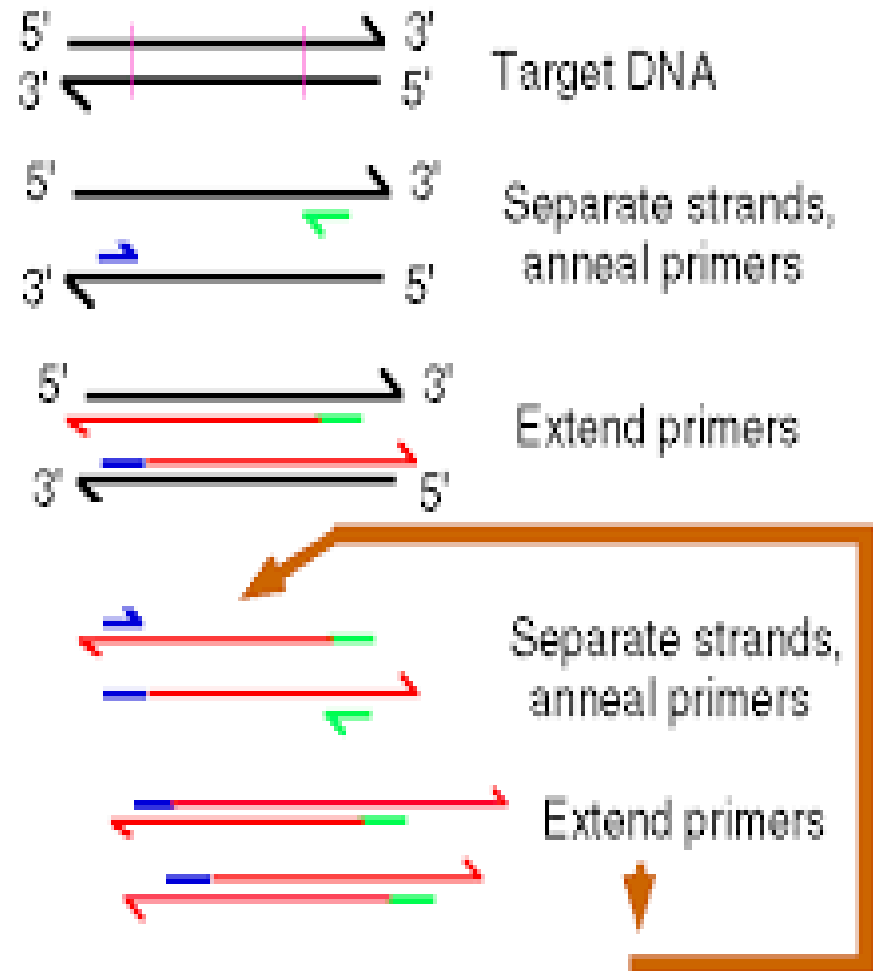 5' 3'
Target DNA
3' 5'
5' 3'
Separate strands,
anneal primers
3' 5'
5' 3'
Extend primers
3' 5'
Separate strands,
anneal primers
Extend primers